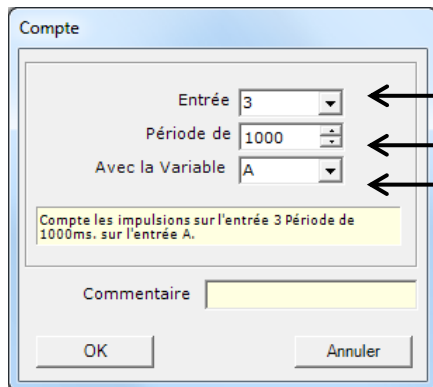 Compte
Entrée 3
Période de 1000
Avec la Variable A
Compte les impulsions sur l'entrée 3 Période de
1000ms. sur l'entrée A.
Commentaire
OK Annuler